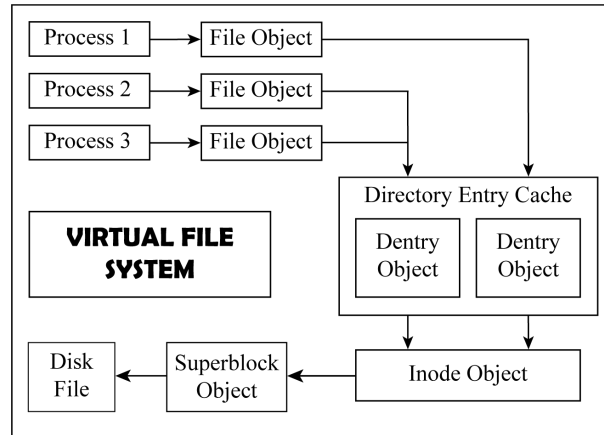 Process 1
File Object
Process 2
File Object
Process 3
File Object
Directory Entry Cache
Dentry
Object
Dentry
Object
VIRTUAL FILE
SYSTEM
Disk
File
Superblock
Object
Inode Object